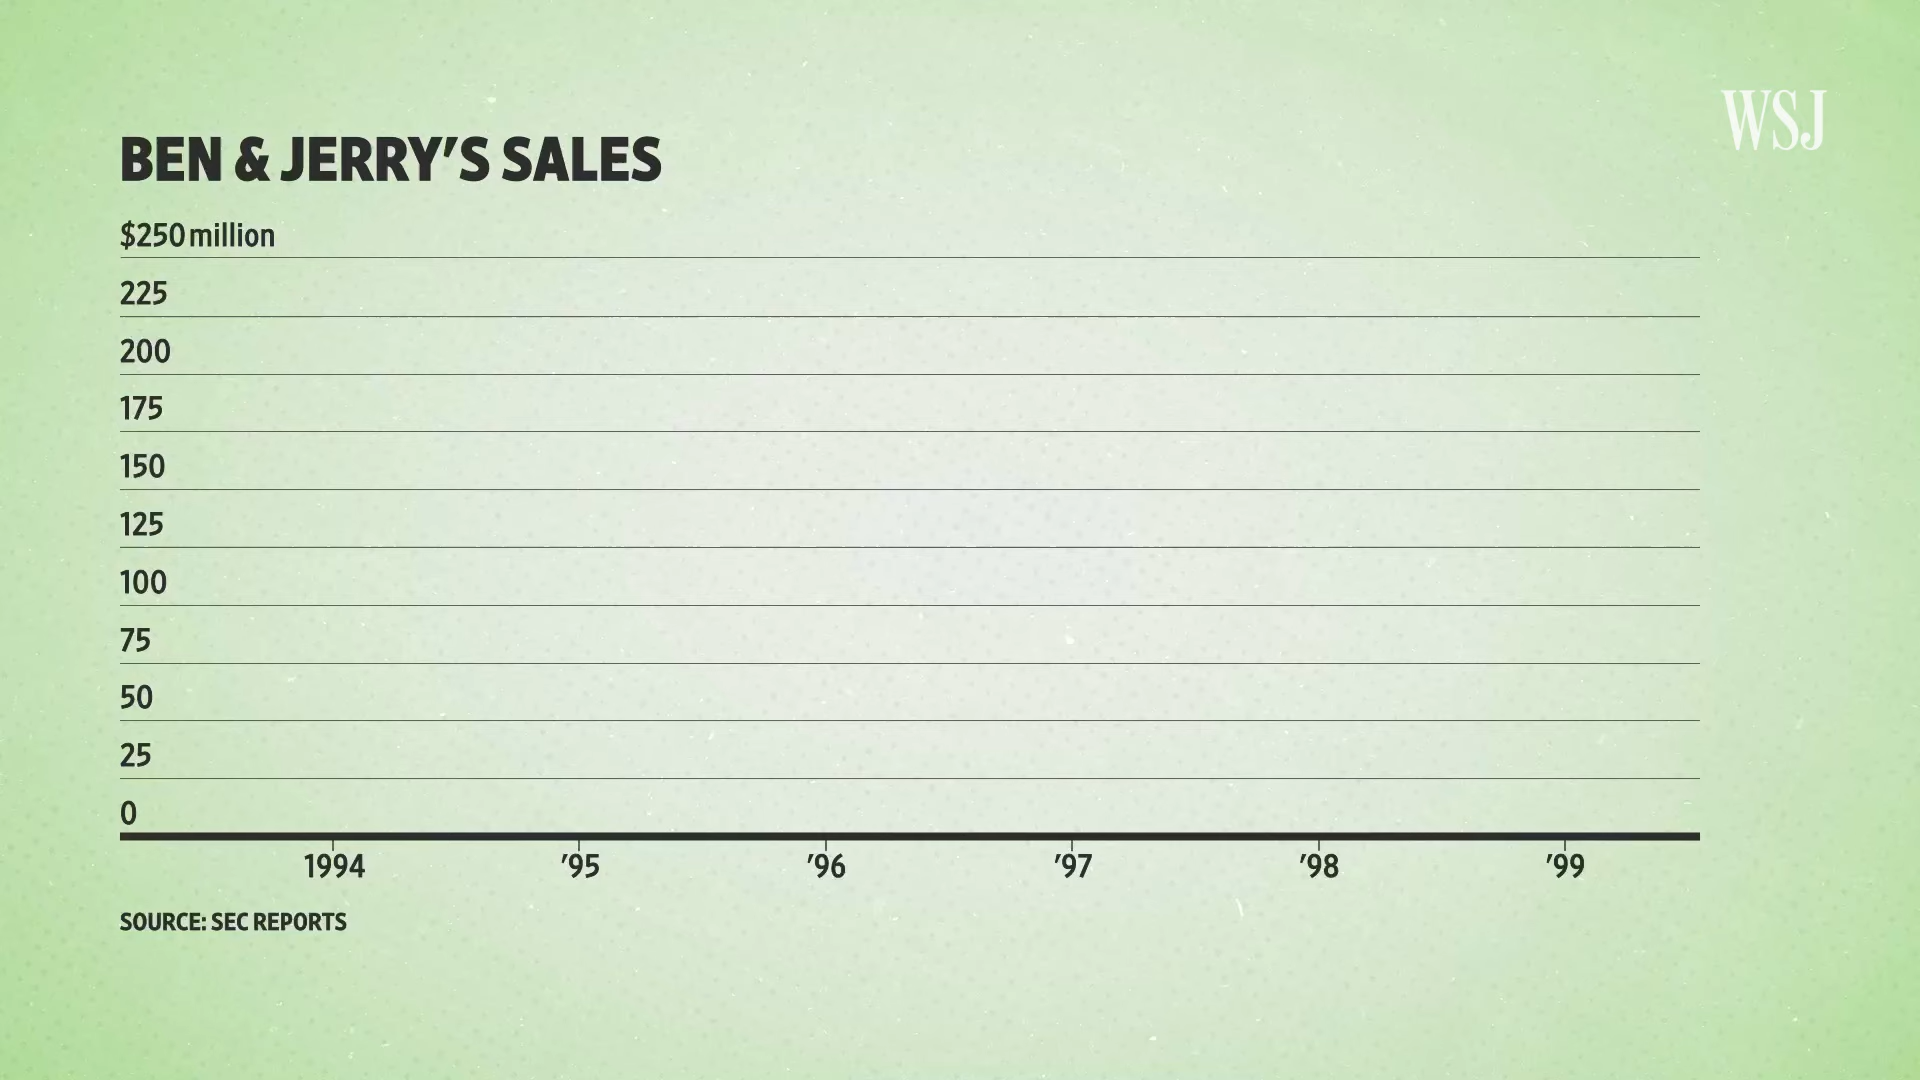 WSJ
BEN & JERRY’S SALES
$250 million
225
200
175
150
125
100
75
50
25
0
1994 ’95 ’96 ’97 ’98 ’99
SOURCE: SEC REPORTS